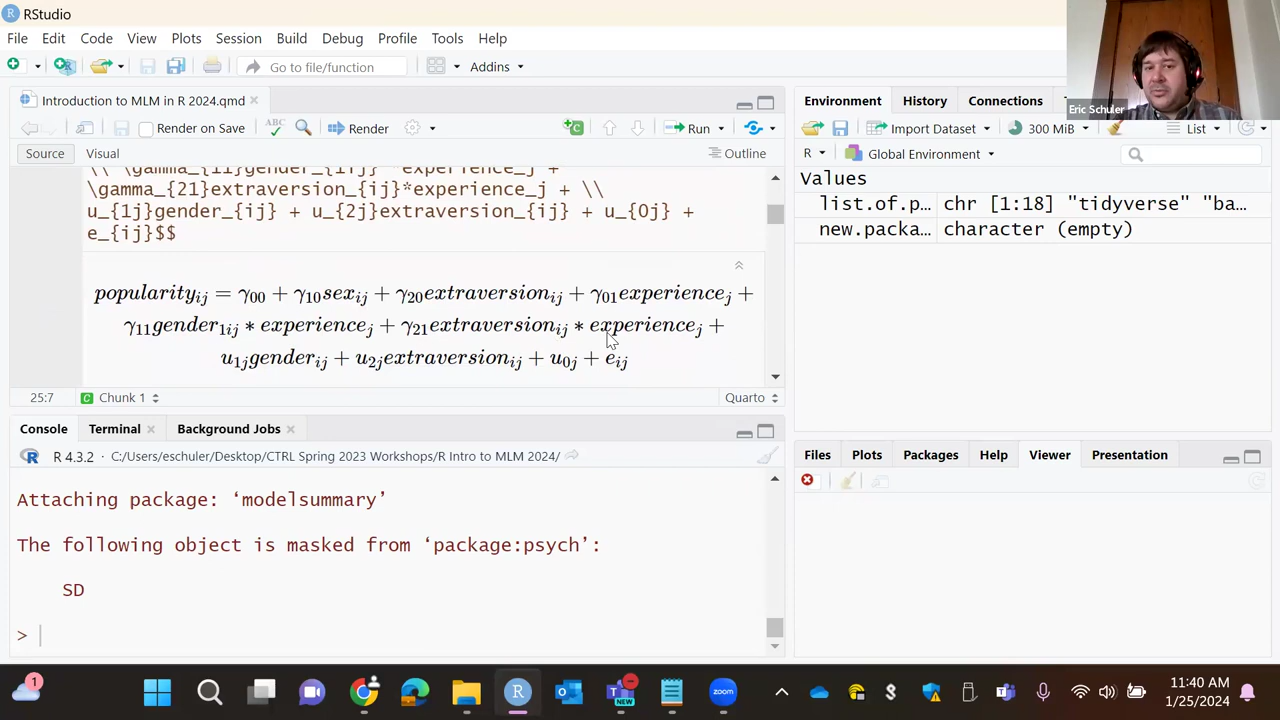 RStudio
File Edit Code View Plots Session Build Debug Profile Tools Help
Go to file/function Addins
Eric Schuler
Introduction to MLM in R 2024.qmd
Render on Save Render Run
Source Visual Outline
\gamma_{21}extraversion_{ij}*experience_j + \\
u_{1j}gender_{ij} + u_{2j}extraversion_{ij} + u_{0j} +
e_{ij}$$
popularity_{ij} = γ_{00} + γ_{10}sex_{ij} + γ_{20}extraversion_{ij} + γ_{01}experience_j +
γ_{11}gender_{1ij} * experience_j + γ_{21}extraversion_{ij} * experience_j +
u_{1j}gender_{ij} + u_{2j}extraversion_{ij} + u_{0j} + e_{ij}
25:7 Chunk 1 Quarto
Console Terminal Background Jobs
R 4.3.2 · C:/Users/eschuler/Desktop/CTRL Spring 2023 Workshops/R Intro to MLM 2024/
Attaching package: ‘modelsummary’
The following object is masked from ‘package:psych’:
SD
>
Environment History Connections
Import Dataset 300 MiB List
R Global Environment
Values
list.of.p… chr [1:18] "tidyverse" "ba…
new.packa… character (empty)
Files Plots Packages Help Viewer Presentation
1
NEW
zoom
11:40 AM
1/25/2024